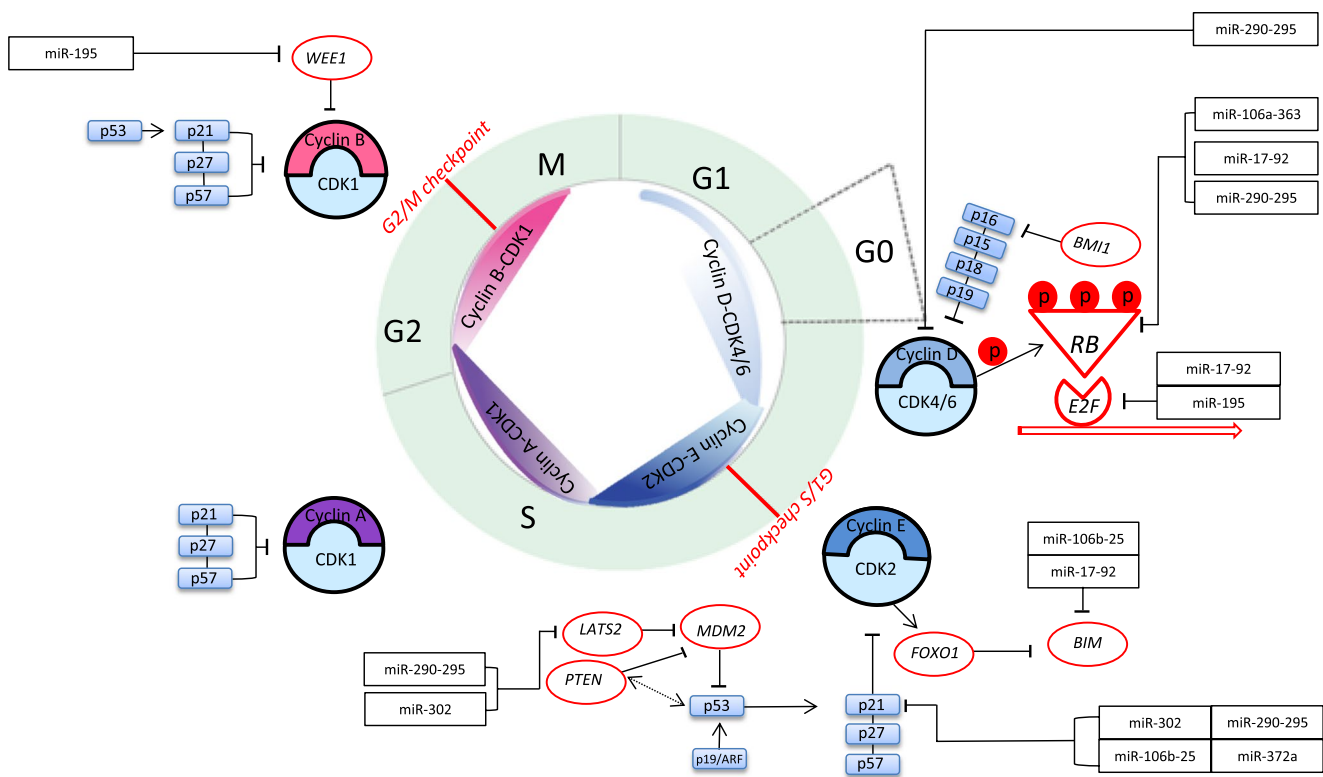 miR-290-295
miR-195
WEE1
p53
p21
p27
p57
Cyclin B
CDK1
G2/M checkpoint
M
G1
G0
G2
S
Cyclin B-CDK1
Cyclin D-CDK4/6
Cyclin A-CDK1
Cyclin E-CDK2
G1/S checkpoint
miR-106a-363
miR-17-92
miR-290-295
p16
p15
p18
p19
BMI1
p
p
p
RB
p
Cyclin D
CDK4/6
E2F
miR-17-92
miR-195
p21
p27
p57
Cyclin A
CDK1
Cyclin E
CDK2
miR-106b-25
miR-17-92
LATS2
MDM2
PTEN
FOXO1
BIM
miR-290-295
miR-302
p53
p19/ARF
p21
p27
p57
miR-302
miR-290-295
miR-106b-25
miR-372a